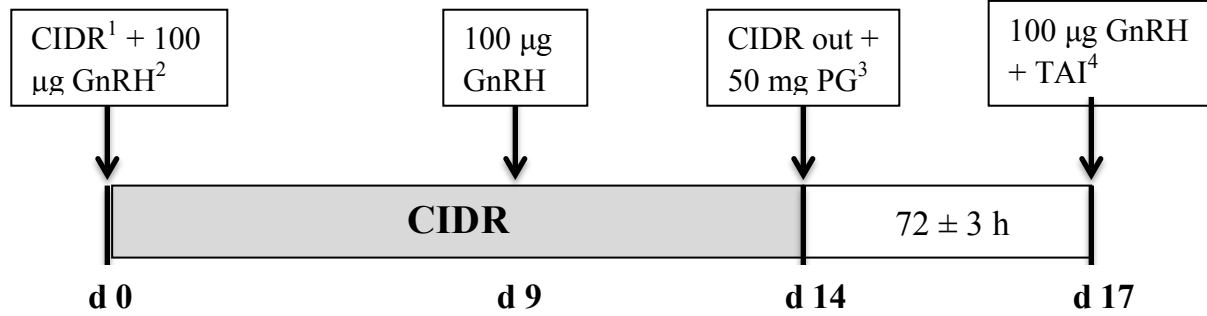 CIDR¹ + 100
μg GnRH²
100 μg
GnRH
CIDR out +
50 mg PG³
100 μg GnRH
+ TAI⁴
CIDR
72 ± 3 h
d 0
d 9
d 14
d 17